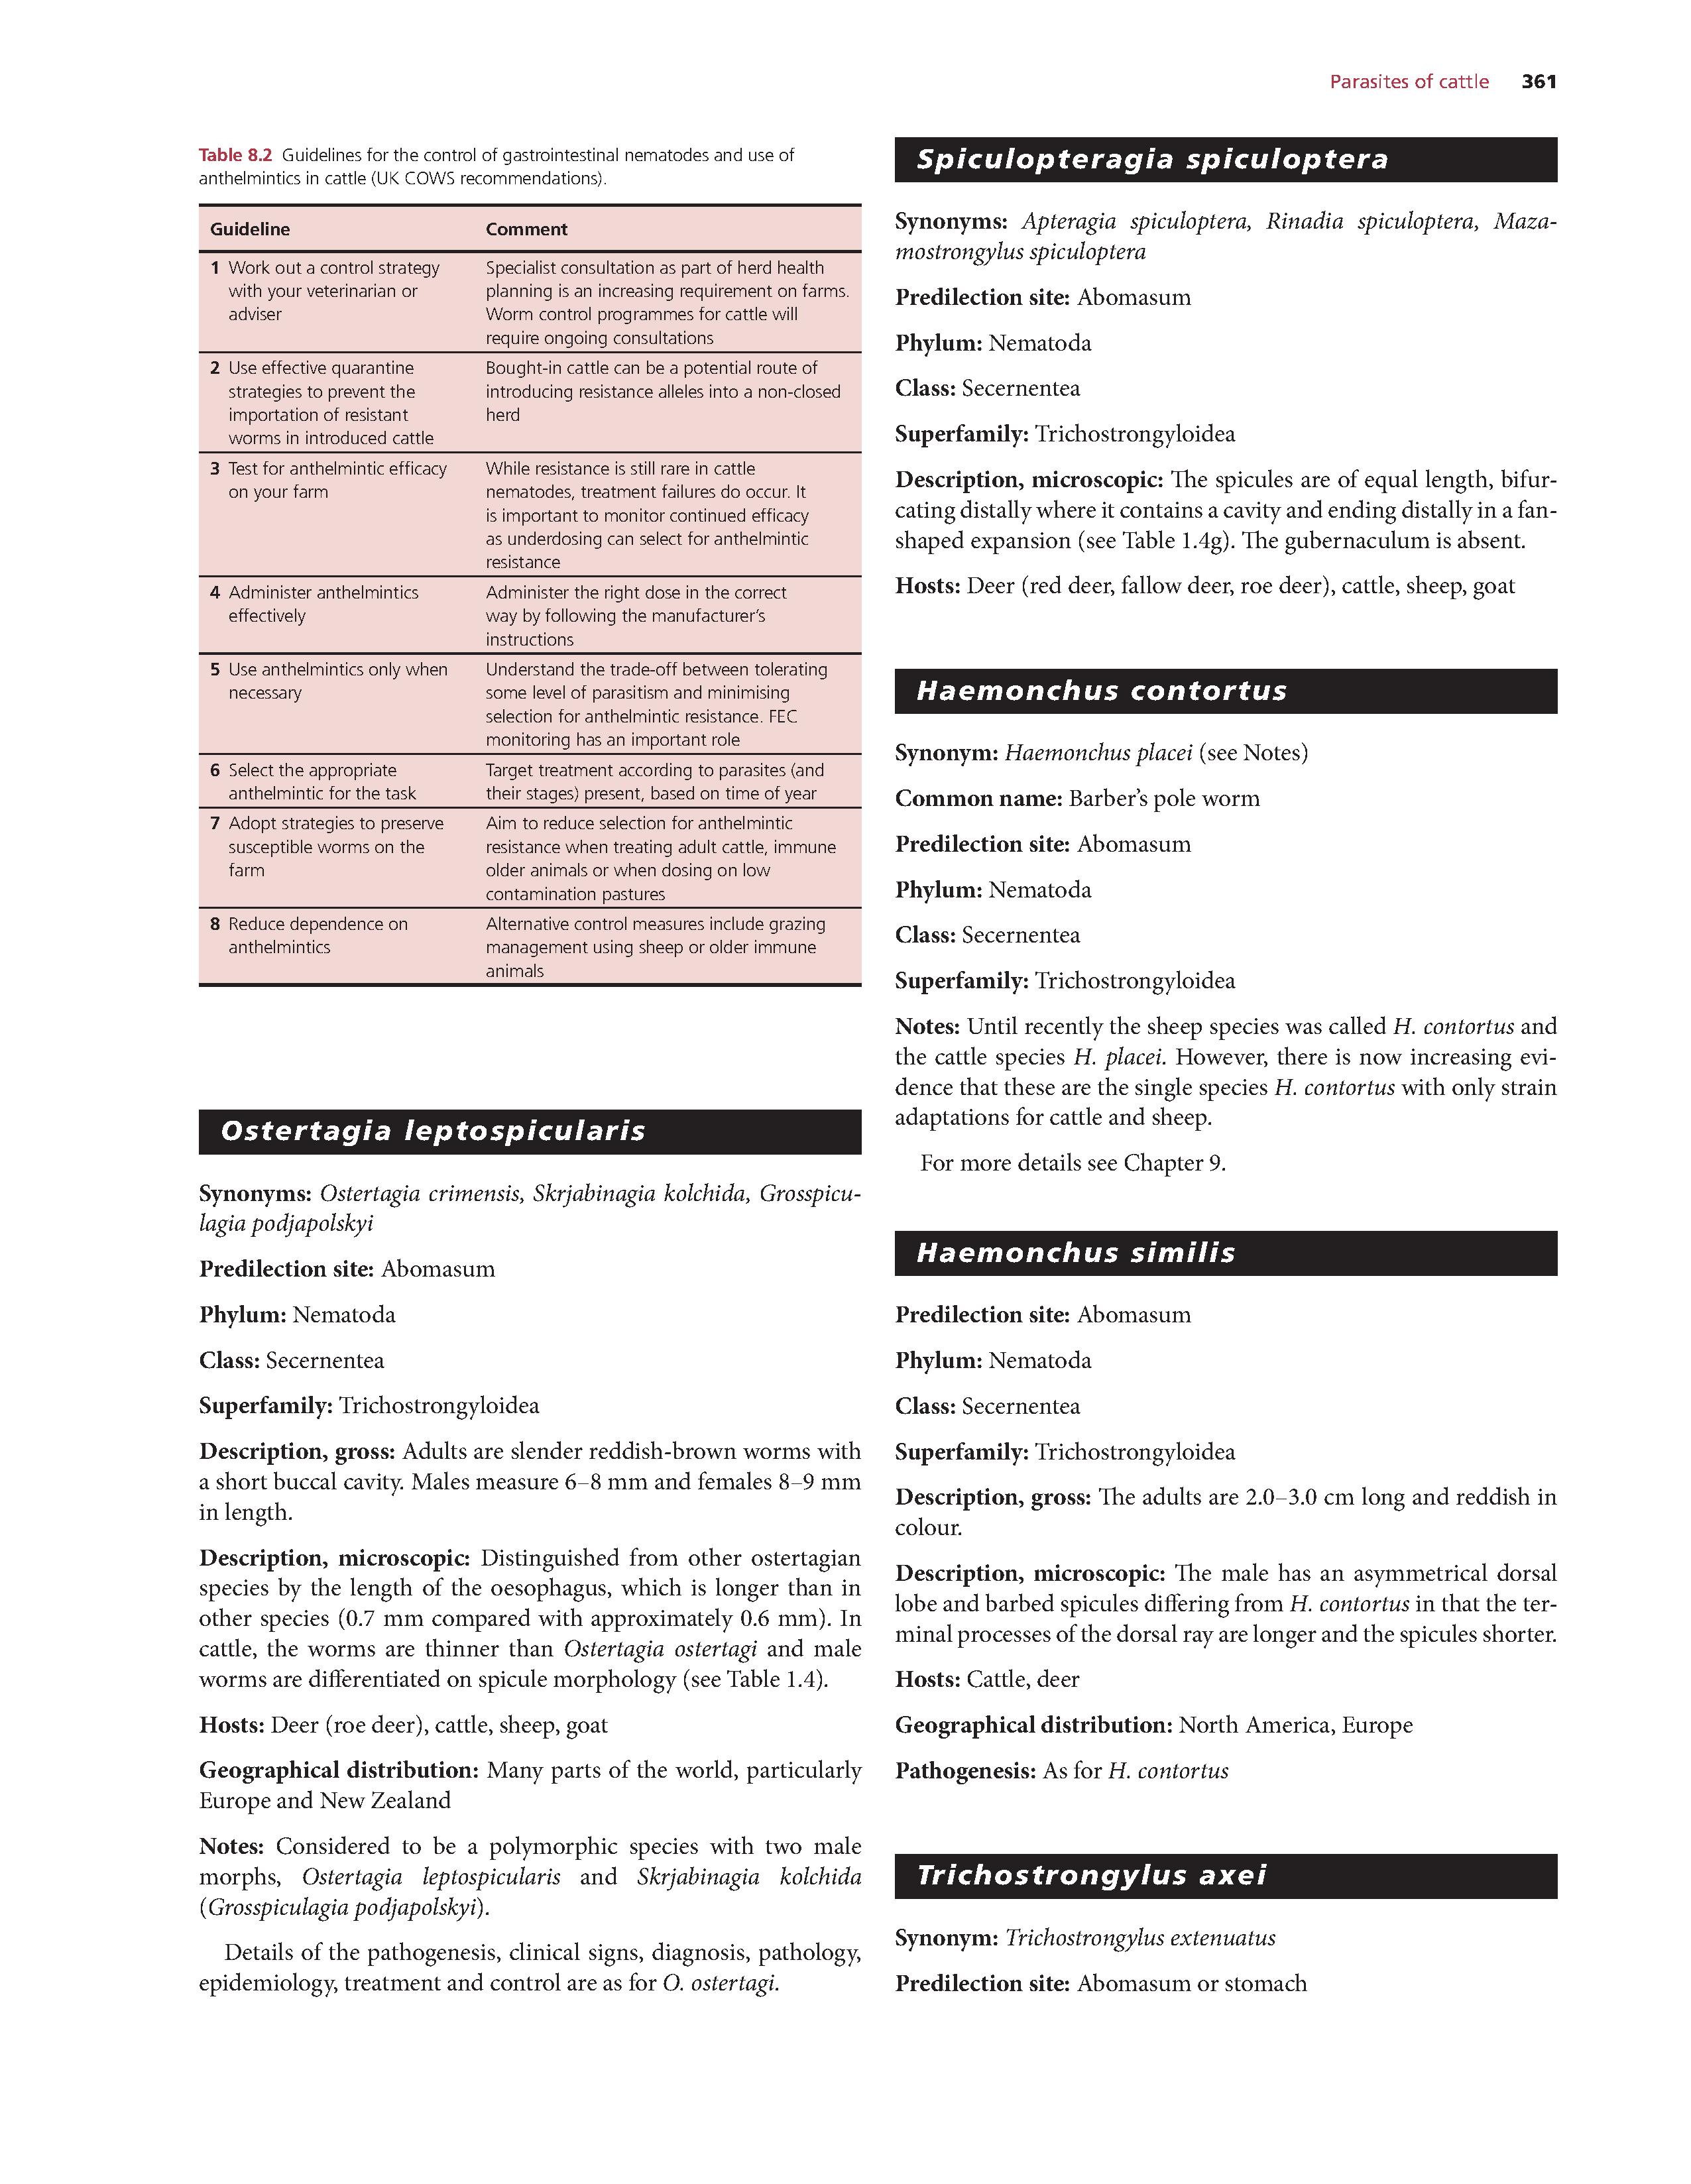 Parasites of cattle 361
Table 8.2 Guidelines for the control of gastrointestinal nematodes and use of
anthelmintics in cattle (UK COWS recommendations).
Guideline Comment
1 Work out a control strategy Specialist consultation as part of herd health
with your veterinarian or planning is an increasing requirement on farms.
adviser Worm control programmes for cattle will
require ongoing consultations
2 Use effective quarantine Bought-in cattle can be a potential route of
strategies to prevent the introducing resistance alleles into a non-closed
importation of resistant herd
worms in introduced cattle
3 Test for anthelmintic efficacy While resistance is still rare in cattle
on your farm nematodes, treatment failures do occur. It
is important to monitor continued efficacy
as underdosing can select for anthelmintic
resistance
4 Administer anthelmintics Administer the right dose in the correct
effectively way by following the manufacturer's
instructions
5 Use anthelmintics only when Understand the trade-off between tolerating
necessary some level of parasitism and minimising
selection for anthelmintic resistance. FEC
monitoring has an important role
6 Select the appropriate Target treatment according to parasites (and
anthelmintic for the task their stages) present, based on time of year
7 Adopt strategies to preserve Aim to reduce selection for anthelmintic
susceptible worms on the resistance when treating adult cattle, immune
farm older animals or when dosing on low
contamination pastures
8 Reduce dependence on Alternative control measures include grazing
anthelmintics management using sheep or older immune
animals
Ostertagia leptospicularis
Synonyms: Ostertagia crimensis, Skrjabinagia kolchida, Grosspicu-
lagia podjapolskyi
Predilection site: Abomasum
Phylum: Nematoda
Class: Secernentea
Superfamily: Trichostrongyloidea
Description, gross: Adults are slender reddish-brown worms with
a short buccal cavity. Males measure 6–8 mm and females 8–9 mm
in length.
Description, microscopic: Distinguished from other ostertagian
species by the length of the oesophagus, which is longer than in
other species (0.7 mm compared with approximately 0.6 mm). In
cattle, the worms are thinner than Ostertagia ostertagi and male
worms are differentiated on spicule morphology (see Table 1.4).
Hosts: Deer (roe deer), cattle, sheep, goat
Geographical distribution: Many parts of the world, particularly
Europe and New Zealand
Notes: Considered to be a polymorphic species with two male
morphs, Ostertagia leptospicularis and Skrjabinagia kolchida
(Grosspiculagia podjapolskyi).
Details of the pathogenesis, clinical signs, diagnosis, pathology,
epidemiology, treatment and control are as for O. ostertagi.
Spiculopteragia spiculoptera
Synonyms: Apteragia spiculoptera, Rinadia spiculoptera, Maza-
mostrongylus spiculoptera
Predilection site: Abomasum
Phylum: Nematoda
Class: Secernentea
Superfamily: Trichostrongyloidea
Description, microscopic: The spicules are of equal length, bifur-
cating distally where it contains a cavity and ending distally in a fan-
shaped expansion (see Table 1.4g). The gubernaculum is absent.
Hosts: Deer (red deer, fallow deer, roe deer), cattle, sheep, goat
Haemonchus contortus
Synonym: Haemonchus placei (see Notes)
Common name: Barber's pole worm
Predilection site: Abomasum
Phylum: Nematoda
Class: Secernentea
Superfamily: Trichostrongyloidea
Notes: Until recently the sheep species was called H. contortus and
the cattle species H. placei. However, there is now increasing evi-
dence that these are the single species H. contortus with only strain
adaptations for cattle and sheep.
For more details see Chapter 9.
Haemonchus similis
Predilection site: Abomasum
Phylum: Nematoda
Class: Secernentea
Superfamily: Trichostrongyloidea
Description, gross: The adults are 2.0–3.0 cm long and reddish in
colour.
Description, microscopic: The male has an asymmetrical dorsal
lobe and barbed spicules differing from H. contortus in that the ter-
minal processes of the dorsal ray are longer and the spicules shorter.
Hosts: Cattle, deer
Geographical distribution: North America, Europe
Pathogenesis: As for H. contortus
Trichostrongylus axei
Synonym: Trichostrongylus extenuatus
Predilection site: Abomasum or stomach